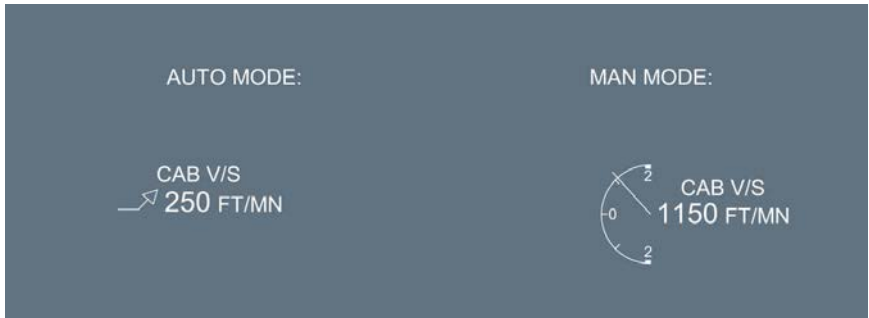 AUTO MODE:
MAN MODE:
CAB V/S
250 FT/MN
2
CAB V/S
0
1150 FT/MN
2